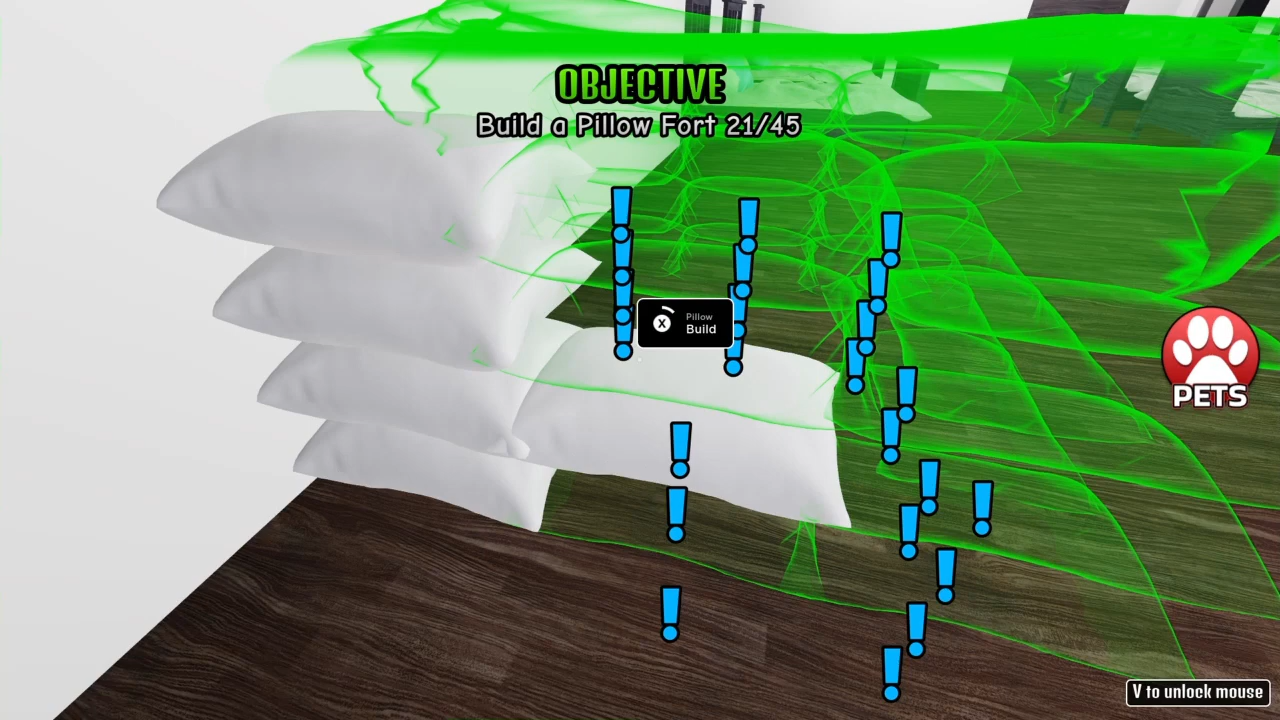 OBJECTIVE
Build a Pillow Fort 21/45
X
Pillow
Build
PETS
V to unlock mouse